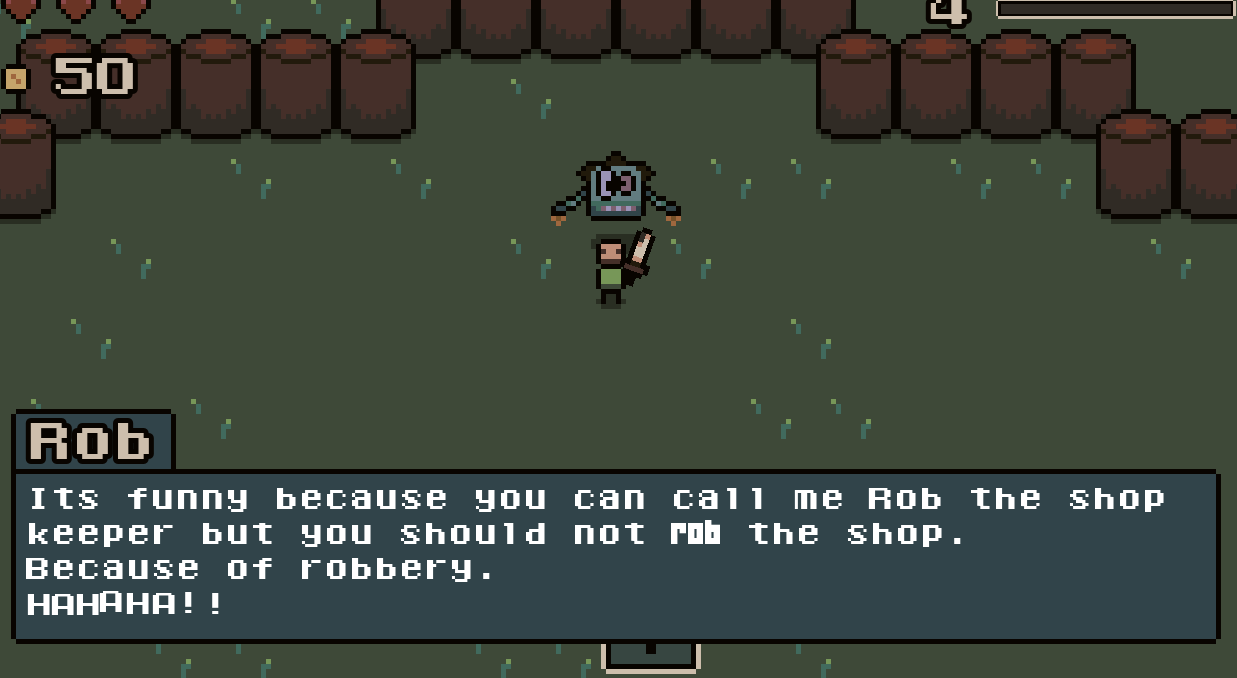 4
50
Rob
Its funny because you can call me Rob the shop
keeper but you should not rob the shop.
Because of robbery.
HAHAHA!!